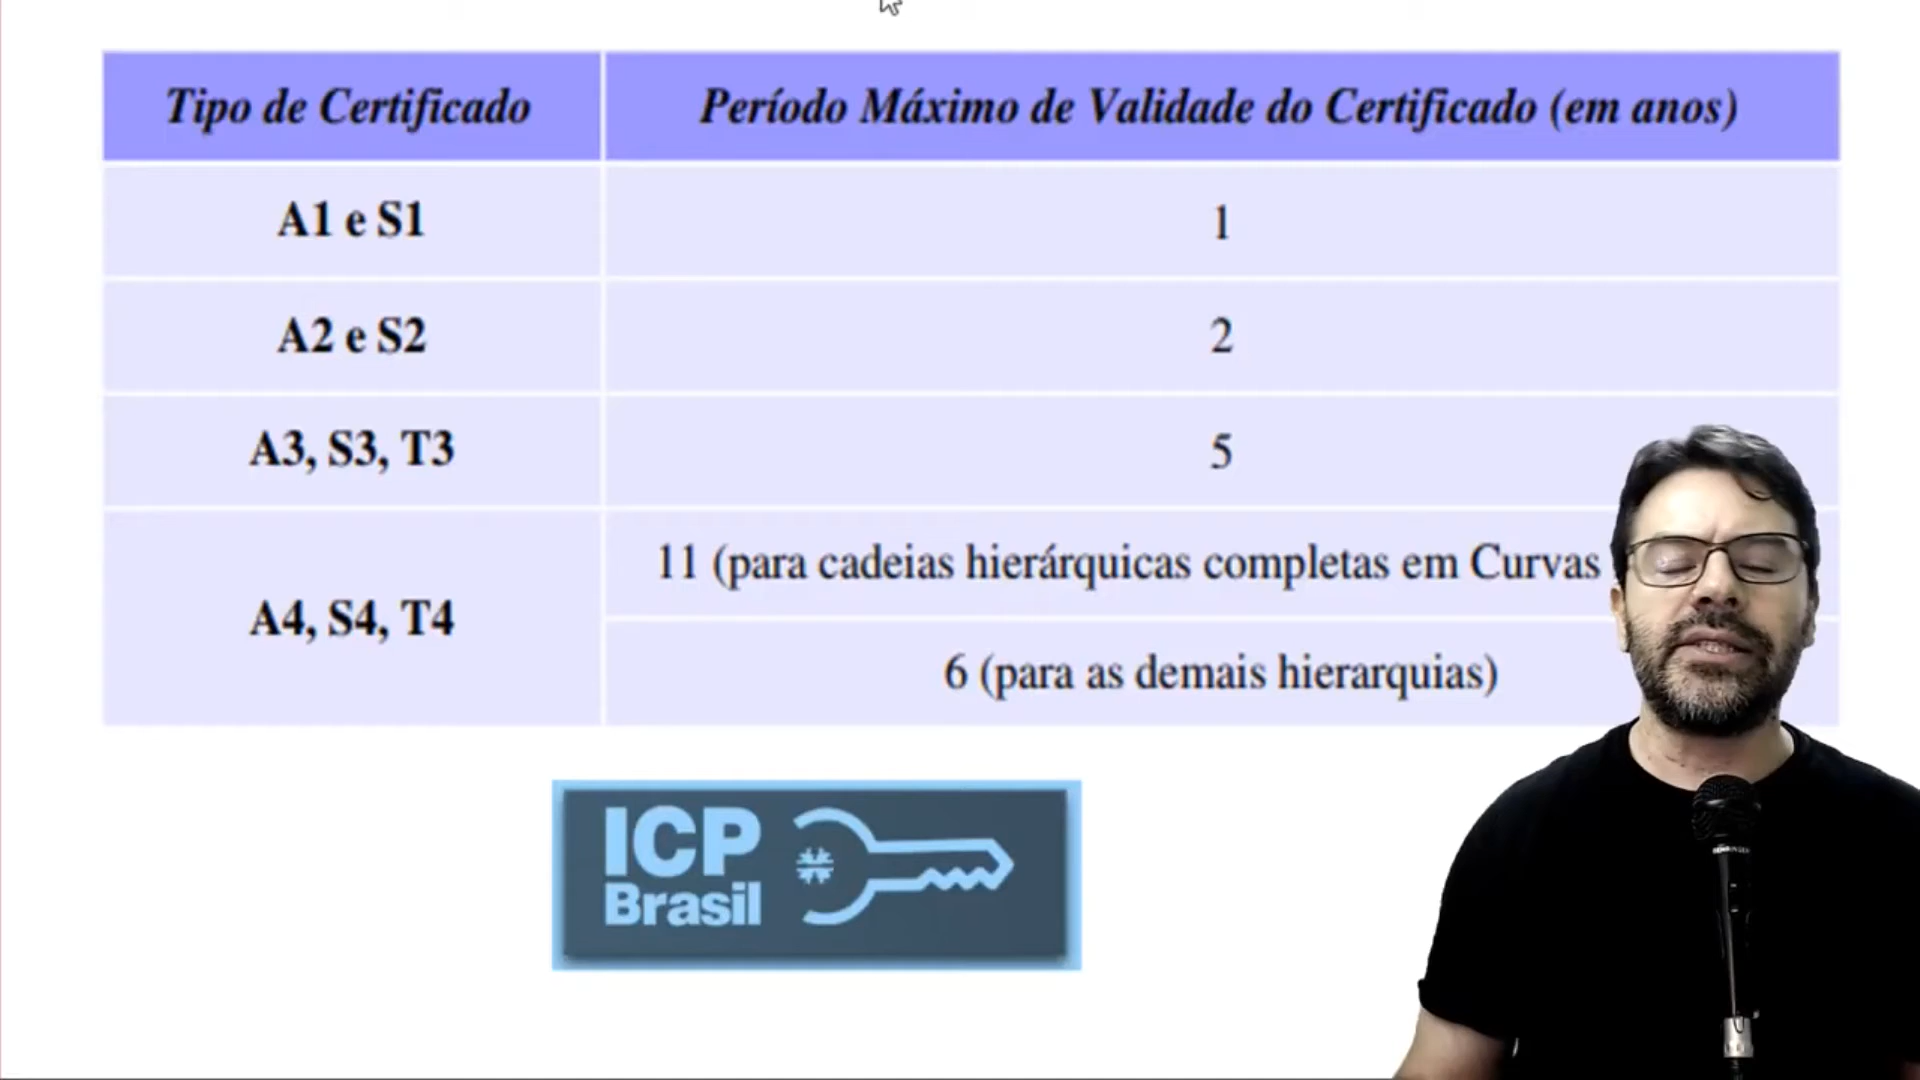 Tipo de Certificado
Período Máximo de Validade do Certificado (em anos)
A1 e S1
1
A2 e S2
2
A3, S3, T3
5
A4, S4, T4
11 (para cadeias hierárquicas completas em Curvas
6 (para as demais hierarquias)
ICP
Brasil